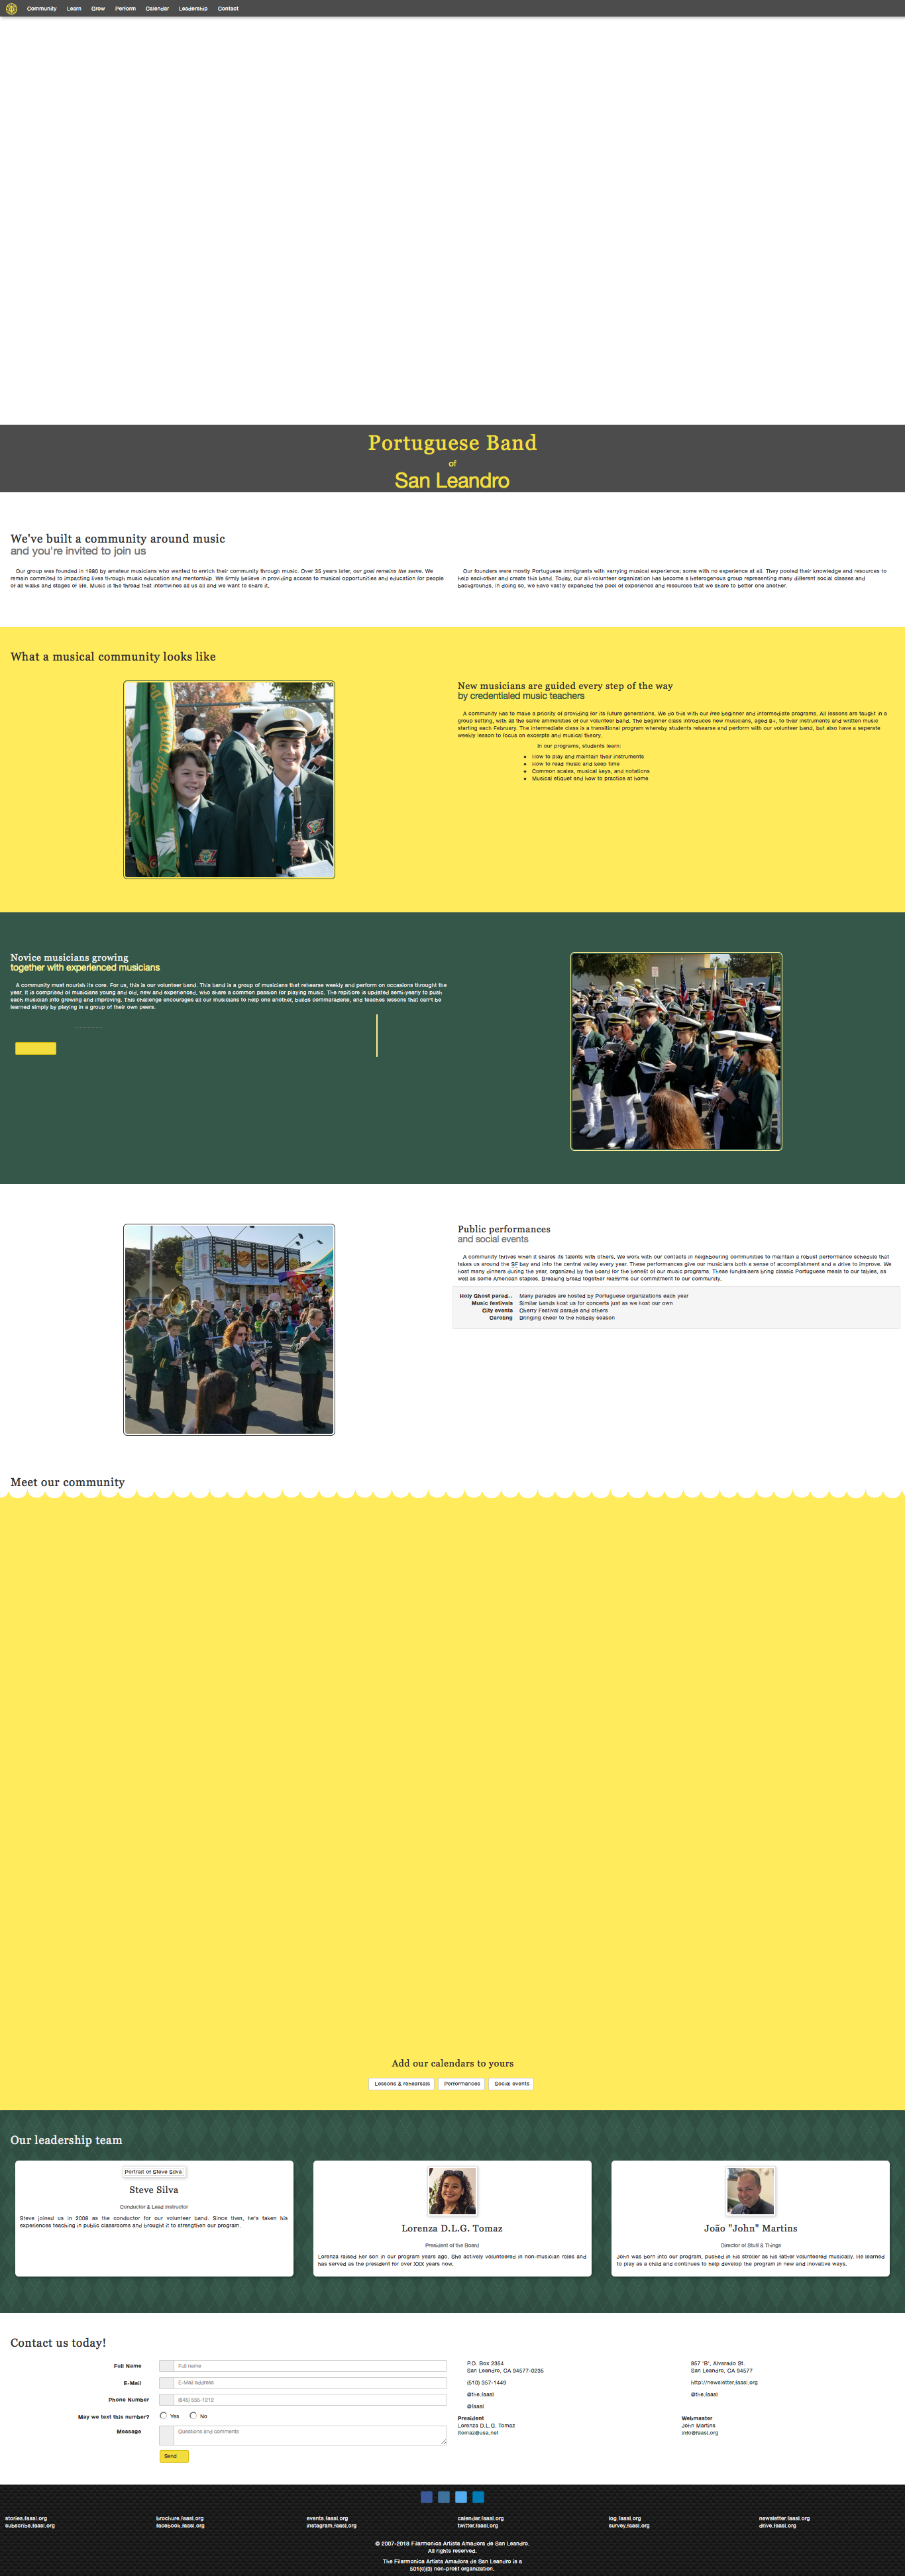 Community Learn Grow Perform Calendar Leadership Contact
Portuguese Band
of
San Leandro
We've built a community around music
and you're invited to join us
Our group was founded in 1980 by amateur musicians who wanted to enrich their community through music. Over 35 years later, our goal remains the same. We
remain commited to impacting lives through music education and mentorship. We firmly believe in providing access to musical opportunities and education for people
of all walks and stages of life. Music is the thread that intertwines all us all and we want to share it.
Our founders were mostly Portuguese immigrants with varrying musical experience; some with no experience at all. They pooled their knowledge and resources to
help eachother and create this band. Today, our all-volunteer organization has become a heterogenous group representing many different social classes and
backgrounds. In doing so, we have vastly expanded the pool of experience and resources that we share to better one another.
What a musical community looks like
New musicians are guided every step of the way
by credentialed music teachers
A community has to make a priority of providing for its future generations. We do this with our free beginner and intermediate programs. All lessons are taught in a
group setting, with all the same ammenities of our volunteer band. The beginner class introduces new musicians, aged 8+, to their instruments and written music
starting each February. The intermediate class is a transitional program whereby students rehearse and perform with our volunteer band, but also have a seperate
weekly lesson to focus on excerpts and musical theory.
In our programs, students learn:
How to play and maintain their instruments
How to read music and keep time
Common scales, musical keys, and notations
Musical etiquet and how to practice at home
Novice musicians growing
together with experienced musicians
A community must nourish its core. For us, this is our volunteer band. This band is a group of musicians that rehearse weekly and perform on occasions throughout the
year. It is comprised of musicians young and old, new and experienced, who share a common passion for playing music. The repitiore is updated semi-yearly to push
each musician into growing and improving. This challenge encourages all our musicians to help one another, builds commaraderie, and teaches lessons that can't be
learned simply by playing in a group of their own peers.
Public performances
and social events
A community thrives when it shares its talents with others. We work with our contacts in neighbouring communities to maintain a robust performance schedule that
takes us around the SF bay and into the central valley every year. These performances give our musicians both a sense of accomplishment and a drive to improve. We
host many dinners during the year, organized by the board for the benefit of our music programs. These fundraisers bring classic Portuguese meals to our tables, as
well as some American staples. Breaking bread together reaffirms our commitment to our community.
Holy Ghost parad... Many parades are hosted by Portuguese organizations each year
Music festivals Similar bands host us for concerts just as we host our own
City events Cherry Festival parade and others
Caroling Bringing cheer to the holiday season
Meet our community
Add our calendars to yours
Lessons & rehearsals Performances Social events
Our leadership team
Portrait of Steve Silva
Steve Silva
Conductor & Lead Instructor
Steve joined us in 2008 as the conductor for our volunteer band. Since then, he's taken his
experiences teaching in public classrooms and brought it to strengthen our program.
Lorenza D.L.G. Tomaz
President of the Board
Lorenza raised her son in our program years ago. She actively volunteered in non-musician roles and
has served as the president for over XXX years now.
João "John" Martins
Director of Stuff & Things
John was born into our program, pushed in his stroller as his father volunteered musically. He learned
to play as a child and continues to help develop the program in new and inovative ways.
Contact us today!
Full Name Full name
E-Mail E-Mail address
Phone Number (845) 555-1212
May we text this number? Yes No
Message Questions and comments
Send
P.O. Box 2354
San Leandro, CA 94577-0235
(510) 357-1449
@the.faasl
@faasl
President
Lorenza D.L.G. Tomaz
ltomaz@usa.net
957 'B', Alvarado St.
San Leandro, CA 94577
http://newsletter.faasl.org
@the.faasl
Webmaster
John Martins
info@faasl.org
stories.faasl.org brochure.faasl.org events.faasl.org calendar.faasl.org log.faasl.org newsletter.faasl.org
subscribe.faasl.org facebook.faasl.org instagram.faasl.org twitter.faasl.org survey.faasl.org drive.faasl.org
© 2007-2018 Filarmonica Artista Amadora de San Leandro.
All rights reserved.
The Filarmonica Artista Amadora de San Leandro is a
501(c)(3) non-profit organization.